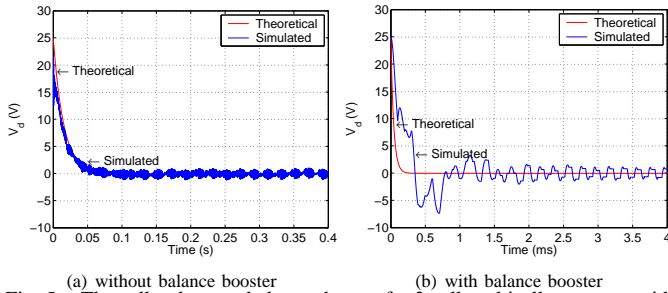 30
25
20
15
10
5
0
−5
−10
V_d (V)
0
0.05
0.1
0.15
0.2
0.25
0.3
0.35
0.4
Time (s)
Theoretical
Simulated
Theoretical
Simulated
(a) without balance booster
30
25
20
15
10
5
0
−5
−10
V_d (V)
0
0.5
1
1.5
2
2.5
3
3.5
4
Time (ms)
Theoretical
Simulated
Theoretical
Simulated
(b) with balance booster